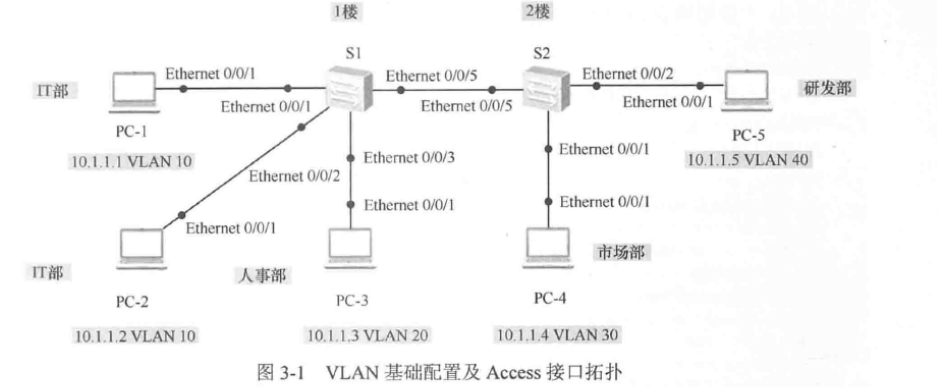 1楼
2楼
S1
S2
IT部
Ethernet 0/0/1
Ethernet 0/0/5
Ethernet 0/0/2
研发部
Ethernet 0/0/1
Ethernet 0/0/5
Ethernet 0/0/1
PC-1
PC-5
10.1.1.1 VLAN 10
Ethernet 0/0/3
Ethernet 0/0/1
10.1.1.5 VLAN 40
Ethernet 0/0/2
Ethernet 0/0/1
Ethernet 0/0/1
Ethernet 0/0/1
IT部
人事部
市场部
PC-2
PC-3
PC-4
10.1.1.2 VLAN 10
10.1.1.3 VLAN 20
10.1.1.4 VLAN 30
图 3-1 VLAN 基础配置及 Access 接口拓扑